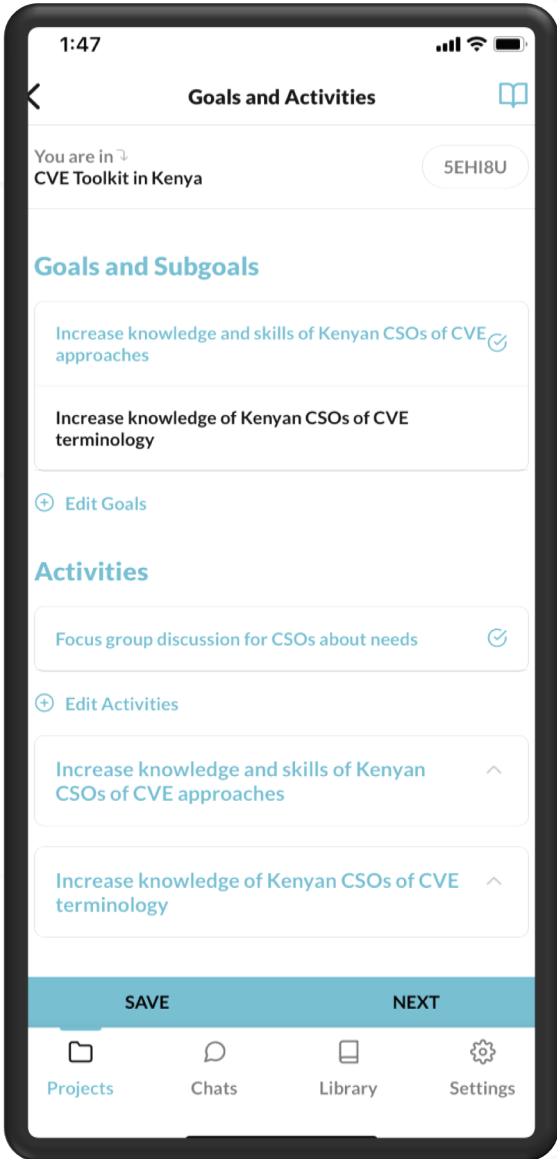 1:47
Goals and Activities
You are in
CVE Toolkit in Kenya
5EHI8U
Goals and Subgoals
Increase knowledge and skills of Kenyan CSOs of CVE
approaches
Increase knowledge of Kenyan CSOs of CVE
terminology
Edit Goals
Activities
Focus group discussion for CSOs about needs
Edit Activities
Increase knowledge and skills of Kenyan
CSOs of CVE approaches
Increase knowledge of Kenyan CSOs of CVE
terminology
SAVE NEXT
Projects Chats Library Settings